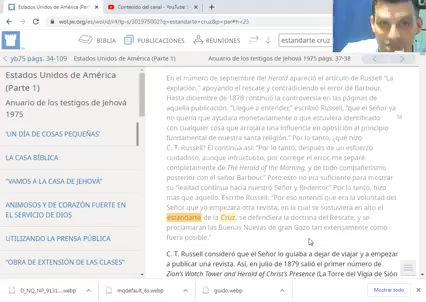 Estados Unidos de América (Par
Contenido del canal - YouTube
wol.jw.org/es/wol/d/r4/lp-s/301975002?q=estandarte+cruz&p=par#h=23
BIBLIA
PUBLICACIONES
REUNIONES
estandarte cruz
yb75 págs. 34-109
Estados Unidos de América (Parte 1)
Anuario de los testigos de Jehová 1975 págs. 37-38
Estados Unidos de América
(Parte 1)
Anuario de los testigos de Jehová
1975
'UN DÍA DE COSAS PEQUEÑAS'
LA CASA BÍBLICA
"VAMOS A LA CASA DE JEHOVÁ"
ANIMOSOS Y DE CORAZÓN FUERTE EN
EL SERVICIO DE DIOS
UTILIZANDO LA PRENSA PÚBLICA
"OBRA DE EXTENSIÓN DE LAS CLASES"
En el número de septiembre del Herald apareció el artículo de Russell "La
expiación," apoyando el rescate y contradiciendo el error de Barbour.
Hasta diciembre de 1878 continuó la controversia en las páginas de
aquella publicación. "Llegué a entender," escribió Russell, "que el Señor ya
no quería que ayudara monetariamente o que estuviera identificado
con cualquier cosa que arrojara una influencia en oposición al principio
fundamental de nuestra santa religión." Por lo tanto, ¿qué hizo
38
C. T. Russell? Él continúa así: "Por lo tanto, después de un esfuerzo
cuidadoso, aunque infructuoso, por corregir el error, me separé
completamente de The Herald of the Morning, y de todo compañerismo
posterior con el señor Barbour." Pero esto no era suficiente para mostrar
su "lealtad continua hacia nuestro Señor y Redentor." Por lo tanto, hizo
más que aquello. Escribe Russell: "Por eso entendí que era la voluntad del
Señor que yo empezara otra revista, en la cual se sostuviera en alto el
estandarte de la Cruz, se defendiera la doctrina del Rescate, y se
proclamaran las Buenas Nuevas de gran Gozo tan extensamente como
fuera posible."
C. T. Russell consideró que el Señor lo guiaba a dejar de viajar y a empezar
a publicar una revista. Así, en julio de 1879 salió el primer número de
Zion's Watch Tower and Herald of Christ's Presence (La Torre del Vigía de Sión
D_NQ_NP_9131...
mqdefault_6s.webp
guido.webp
Mostrar todo